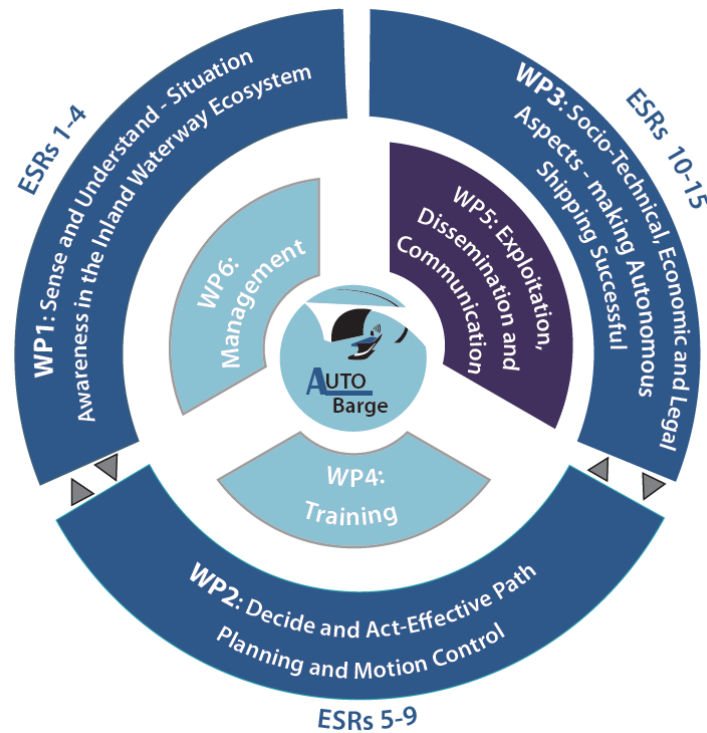 ESRs 1-4
WP1: Sense and Understand - Situation
Awareness in the Inland Waterway Ecosystem
ESRs 10-15
WP3: Socio-Technical, Economic and Legal
Aspects - making Autonomous
Shipping Successful
WP6:
Management
WP5: Exploitation,
Dissemination and
Communication
AUTO
Barge
WP4:
Training
WP2: Decide and Act-Effective Path
Planning and Motion Control
ESRs 5-9